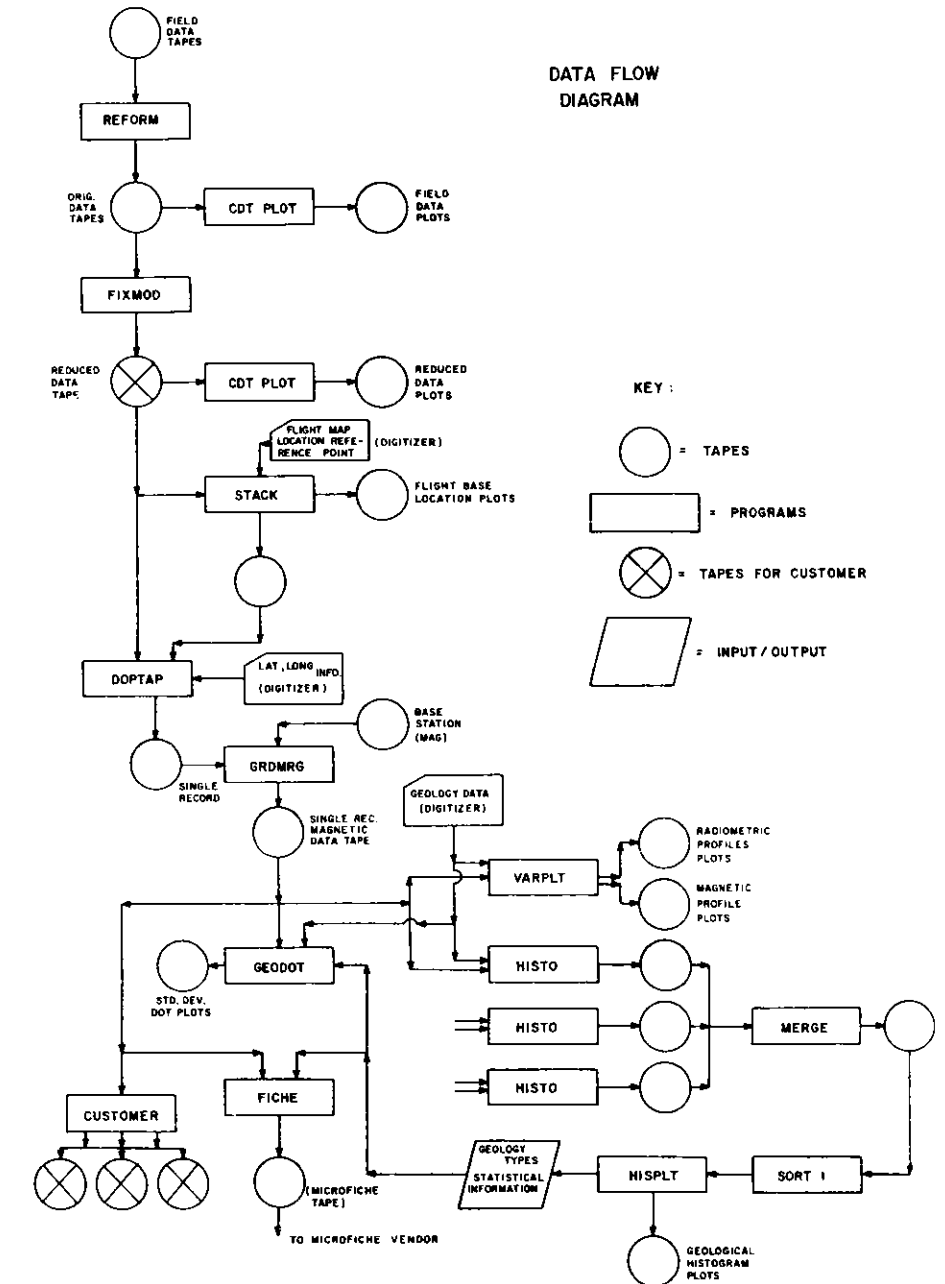 FIELD
DATA
TAPES
DATA FLOW
DIAGRAM
REFORM
ORIG.
DATA
TAPES
CDT PLOT
FIELD
DATA
PLOTS
FIXMOD
REDUCED
DATA
TAPE
CDT PLOT
REDUCED
DATA
PLOTS
KEY :
= TAPES
= PROGRAMS
= TAPES FOR CUSTOMER
= INPUT / OUTPUT
FLIGHT MAP
LOCATION REFE-
RENCE POINT
(DIGITIZER)
STACK
FLIGHT BASE
LOCATION PLOTS
DOPTAP
LAT, LONG INFO.
(DIGITIZER)
SINGLE
RECORD
GRDMRG
BASE
STATION
(MAG)
SINGLE REC.
MAGNETIC
DATA TAPE
GEOLOGY DATA
(DIGITIZER)
VARPLT
RADIOMETRIC
PROFILES
PLOTS
MAGNETIC
PROFILE
PLOTS
STD. DEV.
DOT PLOTS
GEODOT
HISTO
HISTO
HISTO
MERGE
CUSTOMER
FICHE
(MICROFICHE
TAPE)
TO MICROFICHE VENDOR
GEOLOGY
TYPES
STATISTICAL
INFORMATION
HISPLT
SORT I
GEOLOGICAL
HISTOGRAM
PLOTS